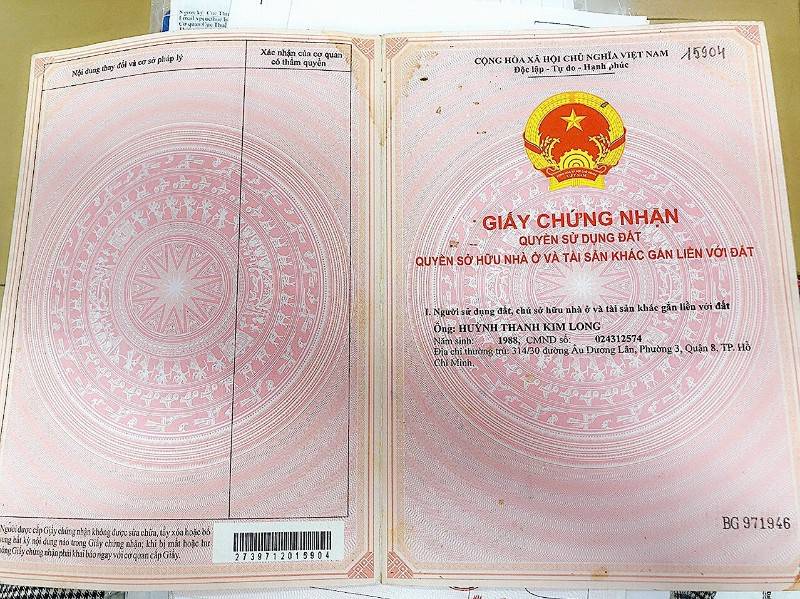 Nội dung thay đổi và cơ sở pháp lý
Xác nhận của cơ quan
có thẩm quyền
Người được cấp Giấy chứng nhận không được sửa chữa, tẩy xóa hoặc bổ
sung bất kỳ nội dung nào trong Giấy chứng nhận; khi bị mất hoặc hư
hỏng Giấy chứng nhận phải khai báo ngay với cơ quan cấp Giấy.
2739712015904
CỘNG HÒA XÃ HỘI CHỦ NGHĨA VIỆT NAM
15904
Độc lập - Tự do - Hạnh phúc
VIỆT NAM
GIẤY CHỨNG NHẬN
QUYỀN SỬ DỤNG ĐẤT
QUYỀN SỞ HỮU NHÀ Ở VÀ TÀI SẢN KHÁC GẮN LIỀN VỚI ĐẤT
I. Người sử dụng đất, chủ sở hữu nhà ở và tài sản khác gắn liền với đất
Ông: HUỲNH THANH KIM LONG
Năm sinh: 1988, CMND số: 024312574
Địa chỉ thường trú: 314/30 đường Âu Dương Lân, Phường 3, Quận 8, TP. Hồ
Chí Minh.
BG 971946